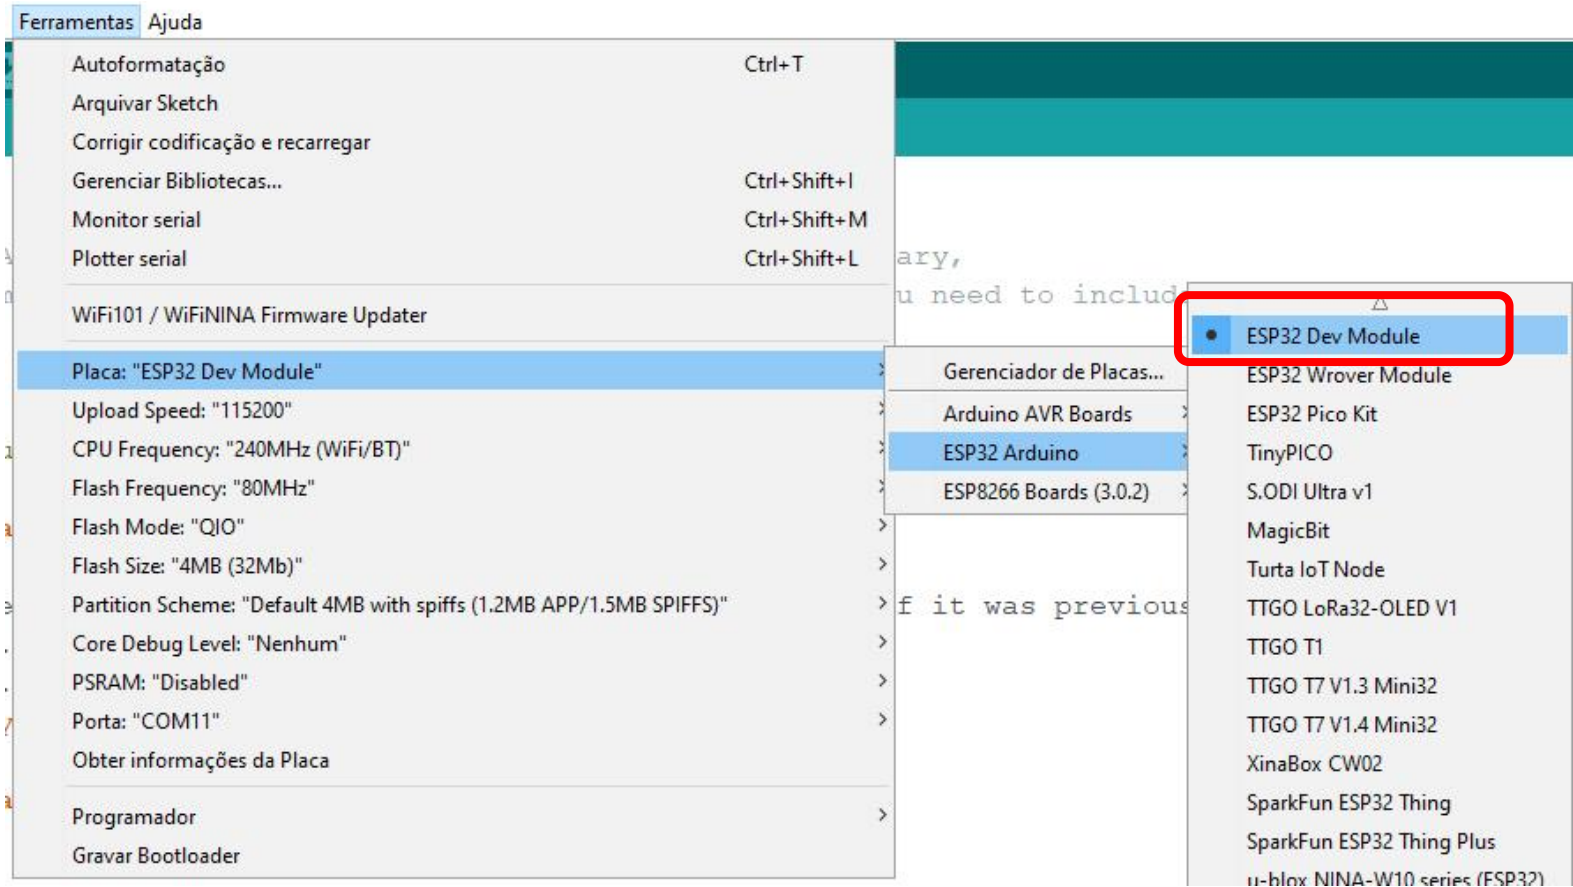 Ferramentas Ajuda
Autoformatação Ctrl+T
Arquivar Sketch
Corrigir codificação e recarregar
Gerenciar Bibliotecas... Ctrl+Shift+I
Monitor serial Ctrl+Shift+M
Plotter serial Ctrl+Shift+L
WiFi101 / WiFiNINA Firmware Updater
Placa: "ESP32 Dev Module"
Upload Speed: "115200"
CPU Frequency: "240MHz (WiFi/BT)"
Flash Frequency: "80MHz"
Flash Mode: "QIO"
Flash Size: "4MB (32Mb)"
Partition Scheme: "Default 4MB with spiffs (1.2MB APP/1.5MB SPIFFS)"
Core Debug Level: "Nenhum"
PSRAM: "Disabled"
Porta: "COM11"
Obter informações da Placa
Programador
Gravar Bootloader
ary,
u need to includ
f it was previous
Gerenciador de Placas...
Arduino AVR Boards
ESP32 Arduino
ESP8266 Boards (3.0.2)
ESP32 Dev Module
ESP32 Wrover Module
ESP32 Pico Kit
TinyPICO
S.ODI Ultra v1
MagicBit
Turta IoT Node
TTGO LoRa32-OLED V1
TTGO T1
TTGO T7 V1.3 Mini32
TTGO T7 V1.4 Mini32
XinaBox CW02
SparkFun ESP32 Thing
SparkFun ESP32 Thing Plus
u-blox NINA-W10 series (ESP32)